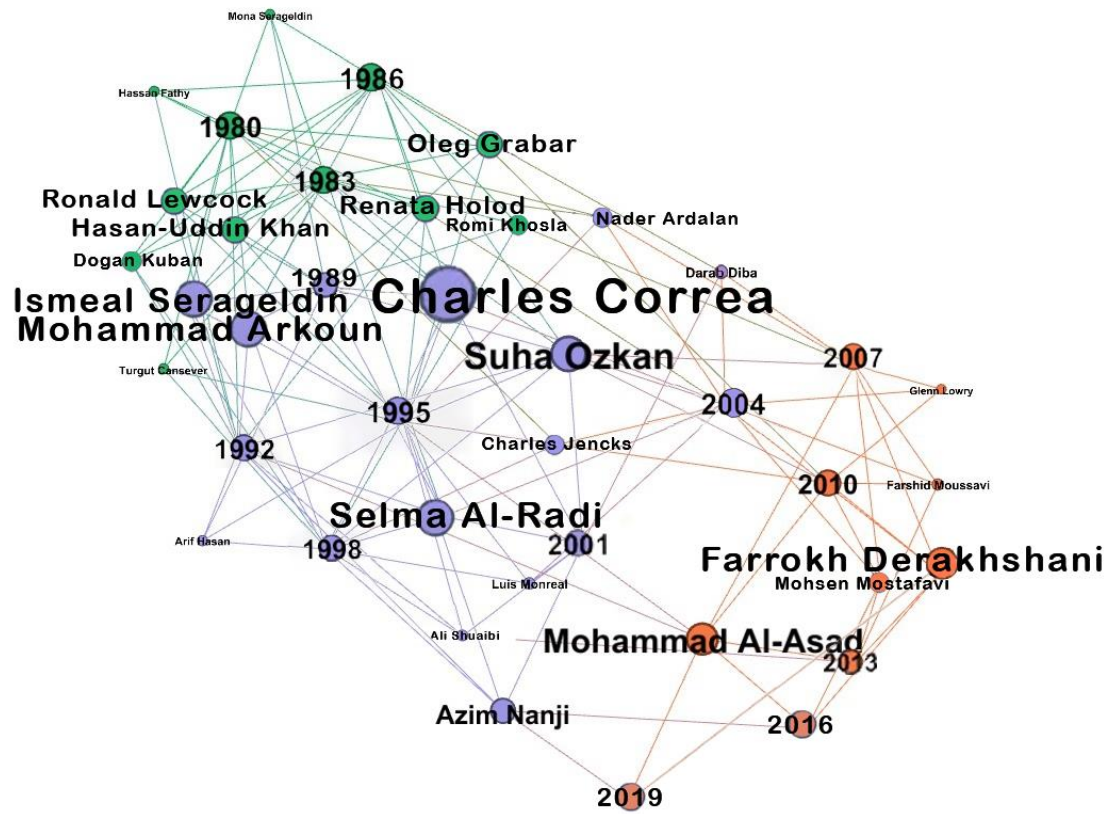 Mona Serageldin
1986
Hassan Fathy
1980
Oleg Grabar
1983
Ronald Lewcock
Renata Holod
Nader Ardalan
Romi Khosla
Hasan-Uddin Khan
Dogan Kuban
Darab Diba
1989
Charles Correa
Ismeal Serageldin
Mohammad Arkoun
Suha Ozkan
2007
Turgut Cansever
Glenn Lowry
2004
1995
Charles Jencks
1992
2010
Farshid Moussavi
Selma Al-Radi
Arif Hasan
1998
2001
Farrokh Derakhshani
Luis Monreal
Mohsen Mostafavi
Ali Shuaibi
Mohammad Al-Asad
2013
Azim Nanji
2016
2019